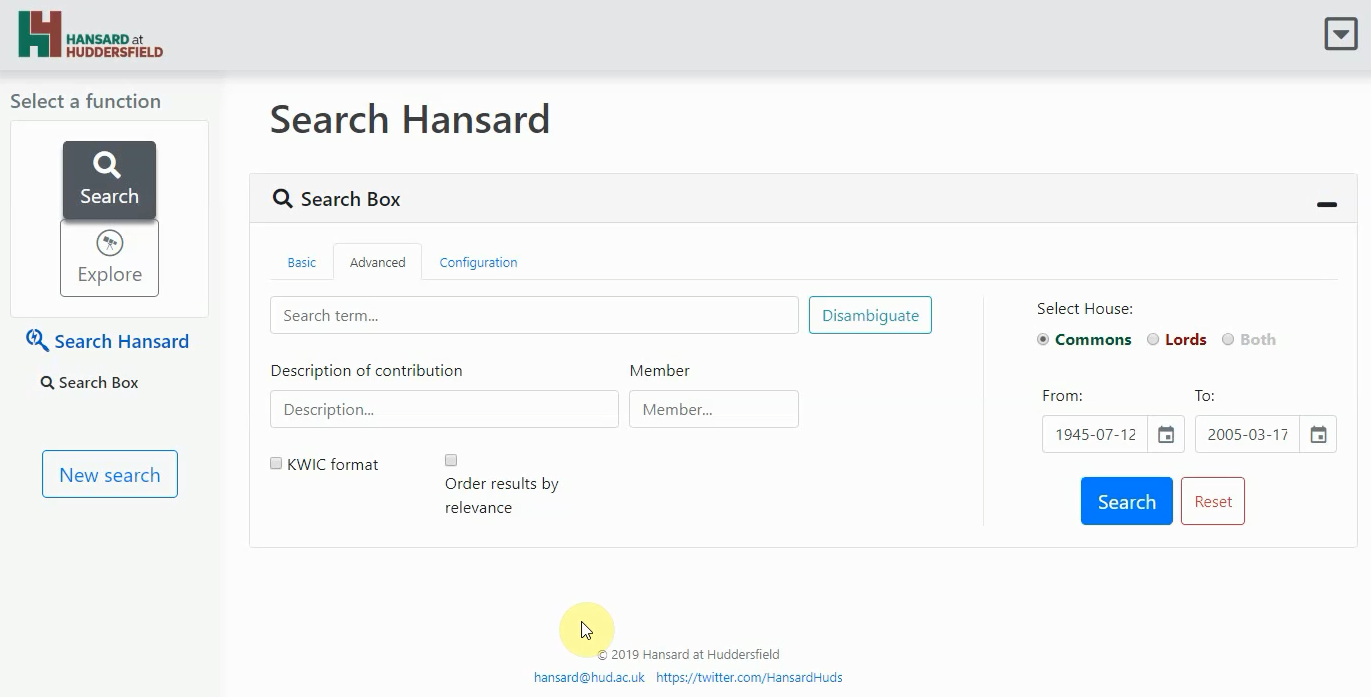 HANSARD at
HUDDERSFIELD
Select a function
Search
Explore
Search Hansard
Search Box
New search
Search Hansard
Search Box
Basic Advanced Configuration
Search term... Disambiguate
Description of contribution Member
Description... Member...
KWIC format
Order results by
relevance
Select House:
Commons Lords Both
From: To:
1945-07-12 2005-03-17
Search Reset
© 2019 Hansard at Huddersfield
hansard@hud.ac.uk https://twitter.com/HansardHuds